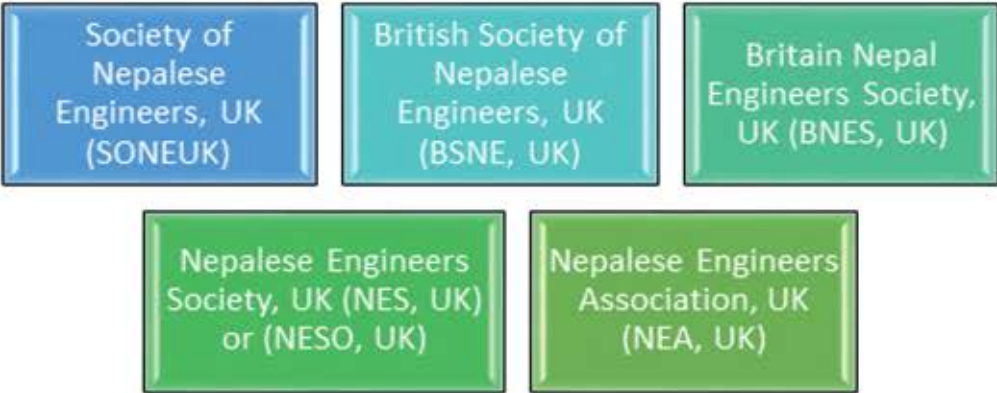 Society of
Nepalese
Engineers, UK
(SONEUK)
British Society of
Nepalese
Engineers, UK
(BSNE, UK)
Britain Nepal
Engineers Society,
UK (BNES, UK)
Nepalese Engineers
Society, UK (NES, UK)
or (NESO, UK)
Nepalese Engineers
Association, UK
(NEA, UK)